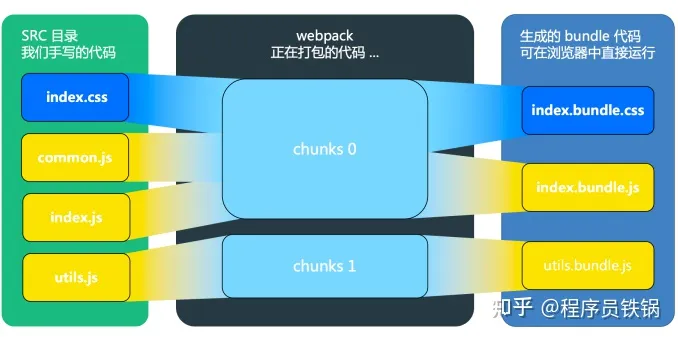 SRC 目录
我们手写的代码
index.css
common.js
index.js
utils.js
webpack
正在打包的代码 ...
chunks 0
chunks 1
生成的 bundle 代码
可在浏览器中直接运行
index.bundle.css
index.bundle.js
utils.bundle.js
知乎 @程序员铁锅